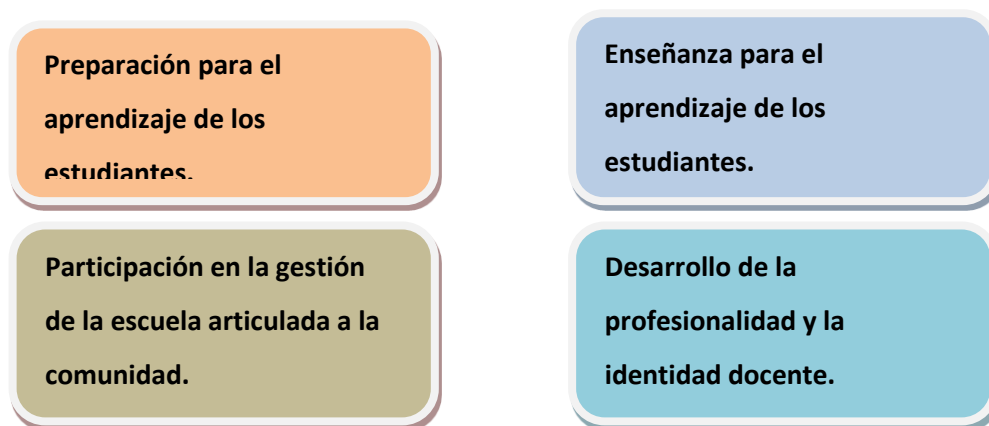 Preparación para el
aprendizaje de los
estudiantes.
Enseñanza para el
aprendizaje de los
estudiantes.
Participación en la gestión
de la escuela articulada a la
comunidad.
Desarrollo de la
profesionalidad y la
identidad docente.